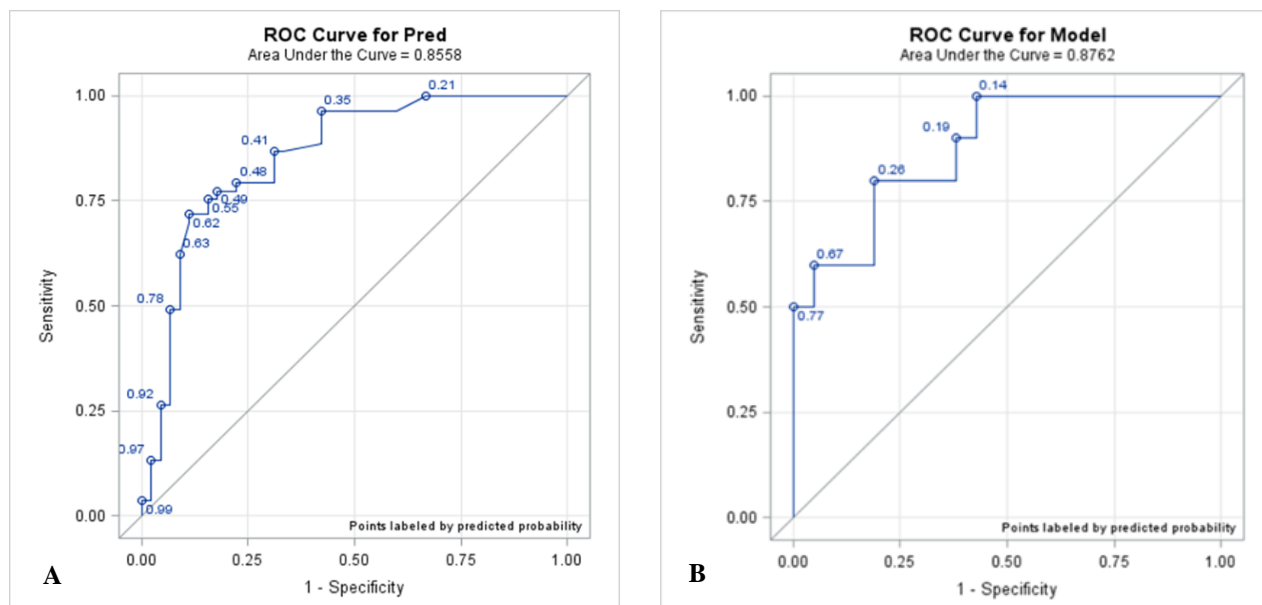 ROC Curve for Pred
Area Under the Curve = 0.8558
Sensitivity
1.00
0.75
0.50
0.25
0.00
0.21
0.35
0.41
0.48
0.49
0.55
0.62
0.63
0.78
0.92
0.97
0.99
Points labeled by predicted probability
0.00 0.25 0.50 0.75 1.00
1 - Specificity
A
ROC Curve for Model
Area Under the Curve = 0.8762
Sensitivity
1.00
0.75
0.50
0.25
0.00
0.14
0.19
0.26
0.67
0.77
Points labeled by predicted probability
0.00 0.25 0.50 0.75 1.00
1 - Specificity
B